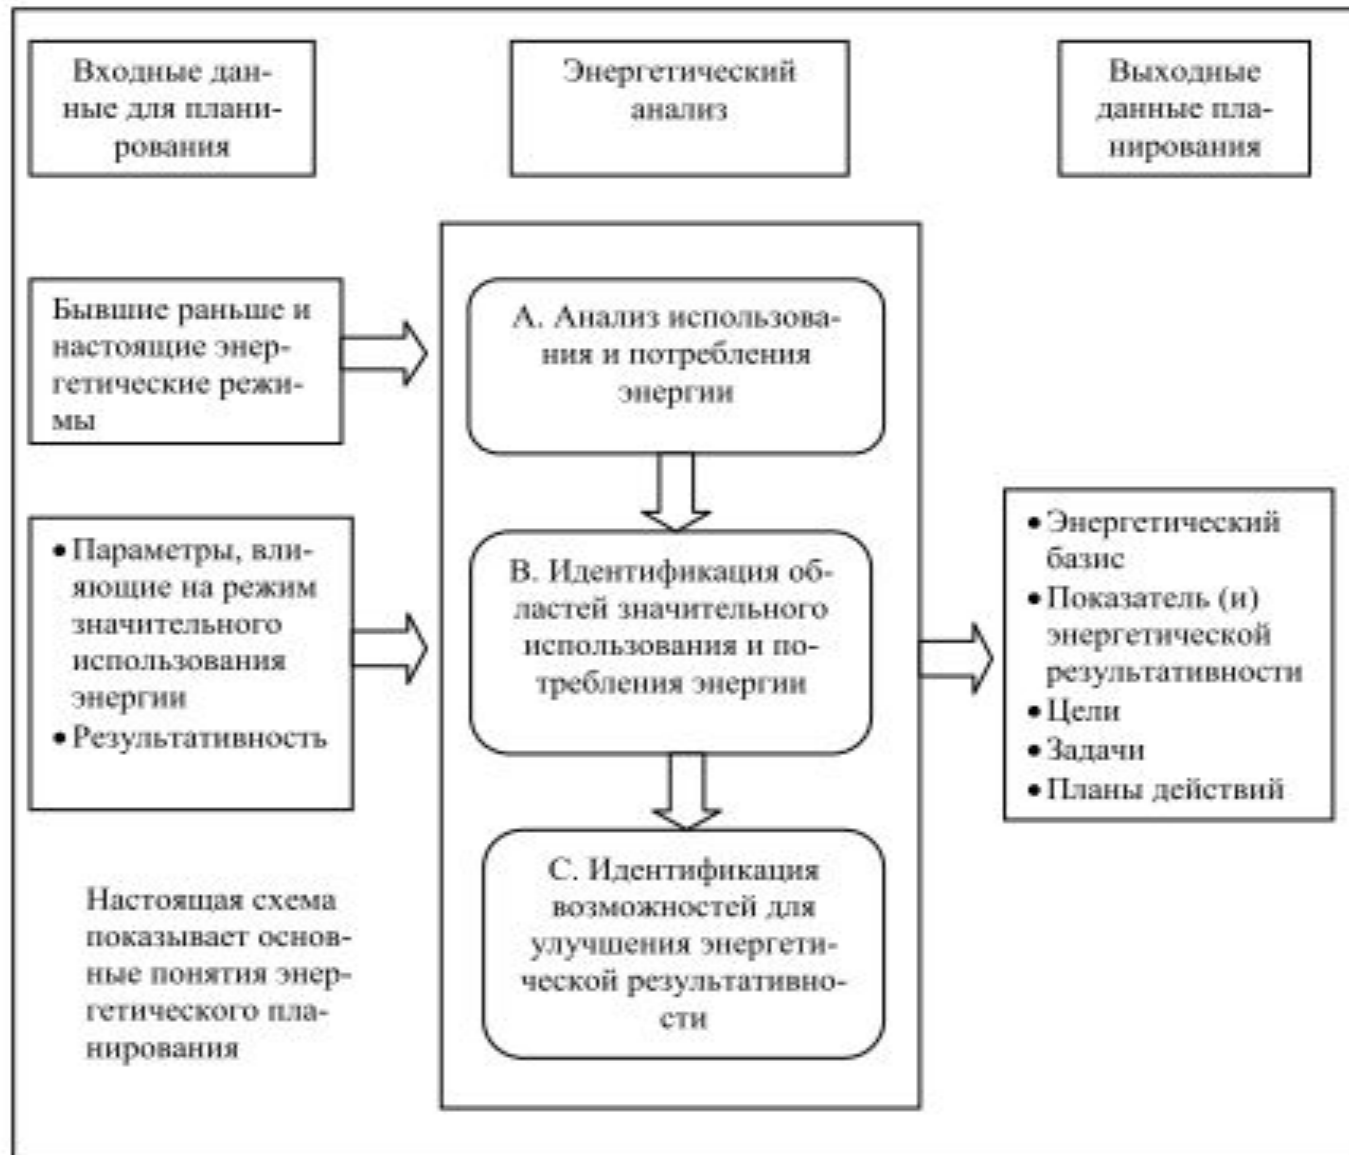 Входные дан-
ные для плани-
рования
Энергетический
анализ
Выходные
данные пла-
нирования
Бывшие раньше и
настоящие энер-
гетические режи-
мы
• Параметры, вли-
яющие на режим
значительного
использования
энергии
• Результативность
Настоящая схема
показывает основ-
ные понятия энер-
гетического пла-
нирования
А. Анализ использова-
ния и потребления
энергии
В. Идентификация об-
ластей значительного
использования и по-
требления энергии
С. Идентификация
возможностей для
улучшения энергети-
ческой результативно-
сти
• Энергетический
базис
• Показатель (и)
энергетической
результативности
• Цели
• Задачи
• Планы действий